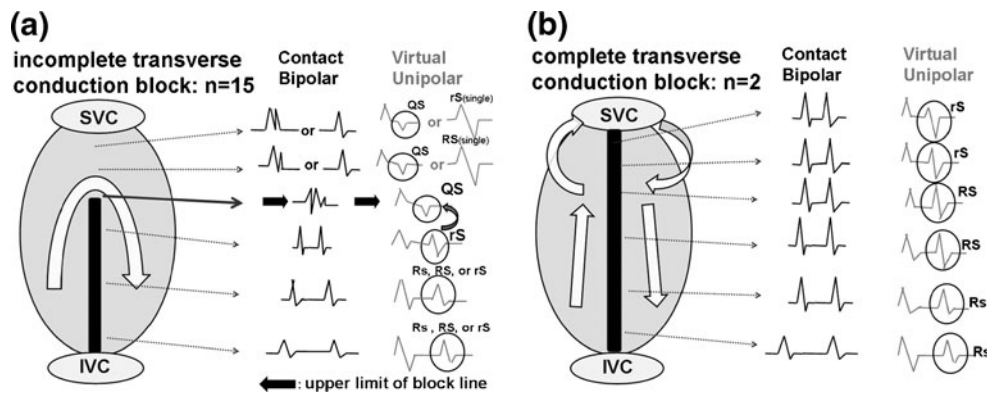 (a)
incomplete transverse
conduction block: n=15
Contact
Bipolar
Virtual
Unipolar
SVC
or
QS
or
rS(single)
or
QS
or
RS(single)
QS
rS
Rs, RS, or rS
Rs , RS, or rS
IVC
: upper limit of block line
(b)
complete transverse
conduction block: n=2
Contact
Bipolar
Virtual
Unipolar
SVC
rS
rS
RS
RS
Rs
Rs
IVC